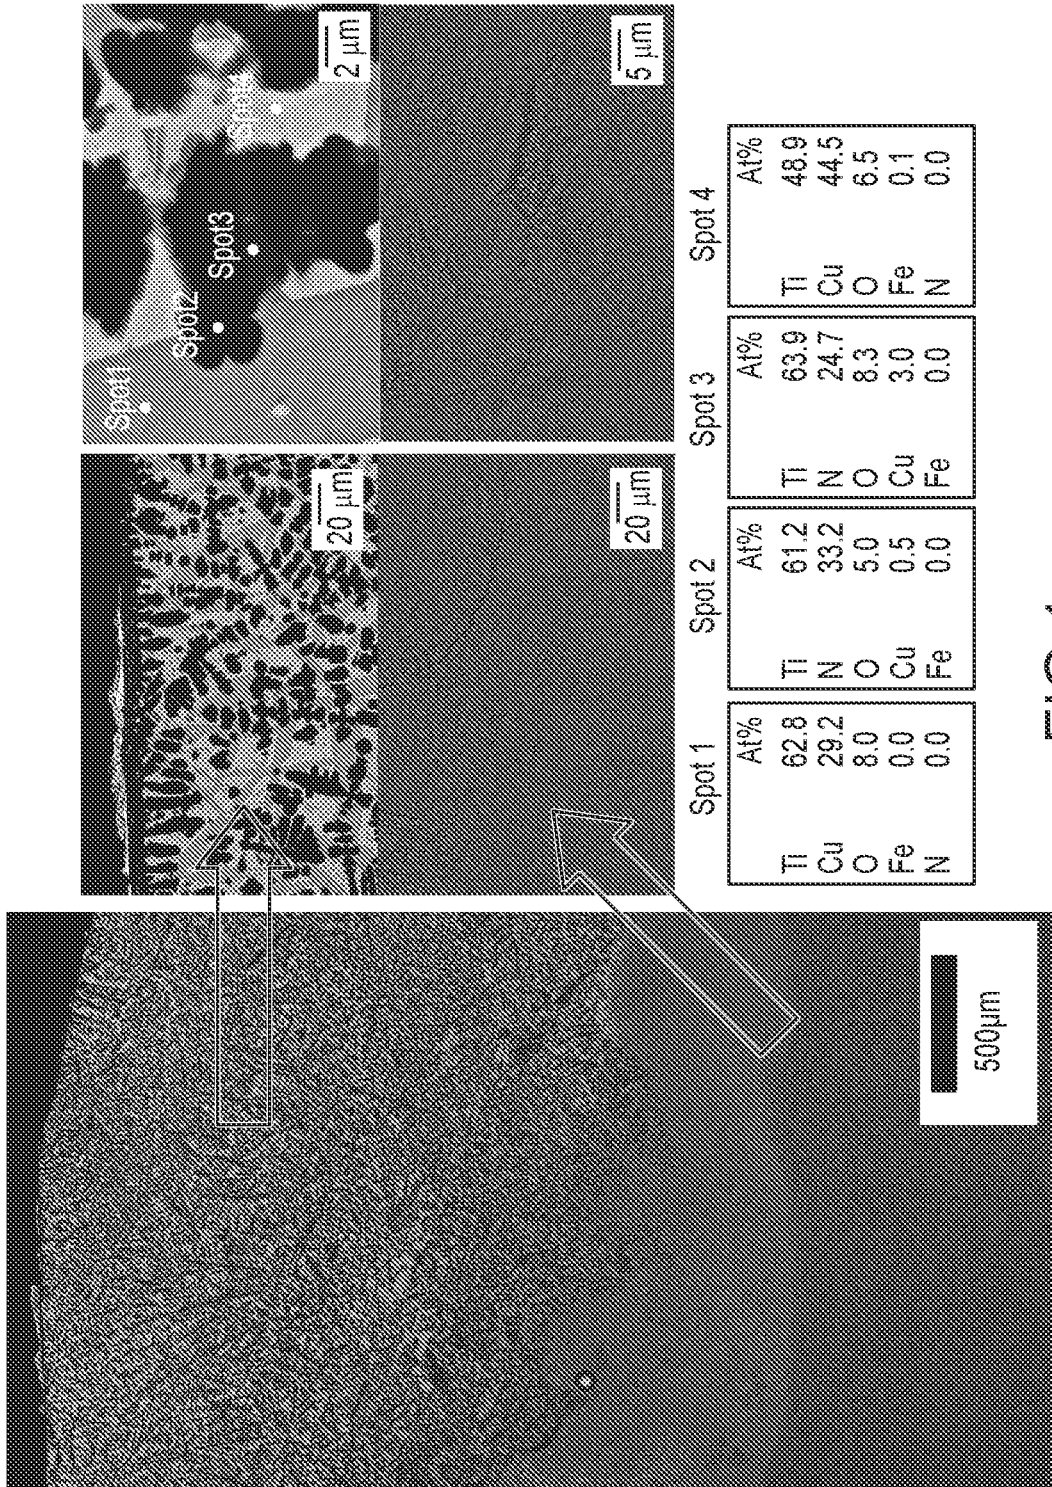 500µm
20 µm
20 µm
Spot1
Spot2
Spot3
Spot4
2 µm
5 µm
Spot 1
At%
Ti 62.8
Cu 29.2
O 8.0
Fe 0.0
N 0.0
Spot 2
At%
Ti 61.2
N 33.2
O 5.0
Cu 0.5
Fe 0.0
Spot 3
At%
Ti 63.9
N 24.7
O 8.3
Cu 3.0
Fe 0.0
Spot 4
At%
Ti 48.9
Cu 44.5
O 6.5
Fe 0.1
N 0.0
FIG.